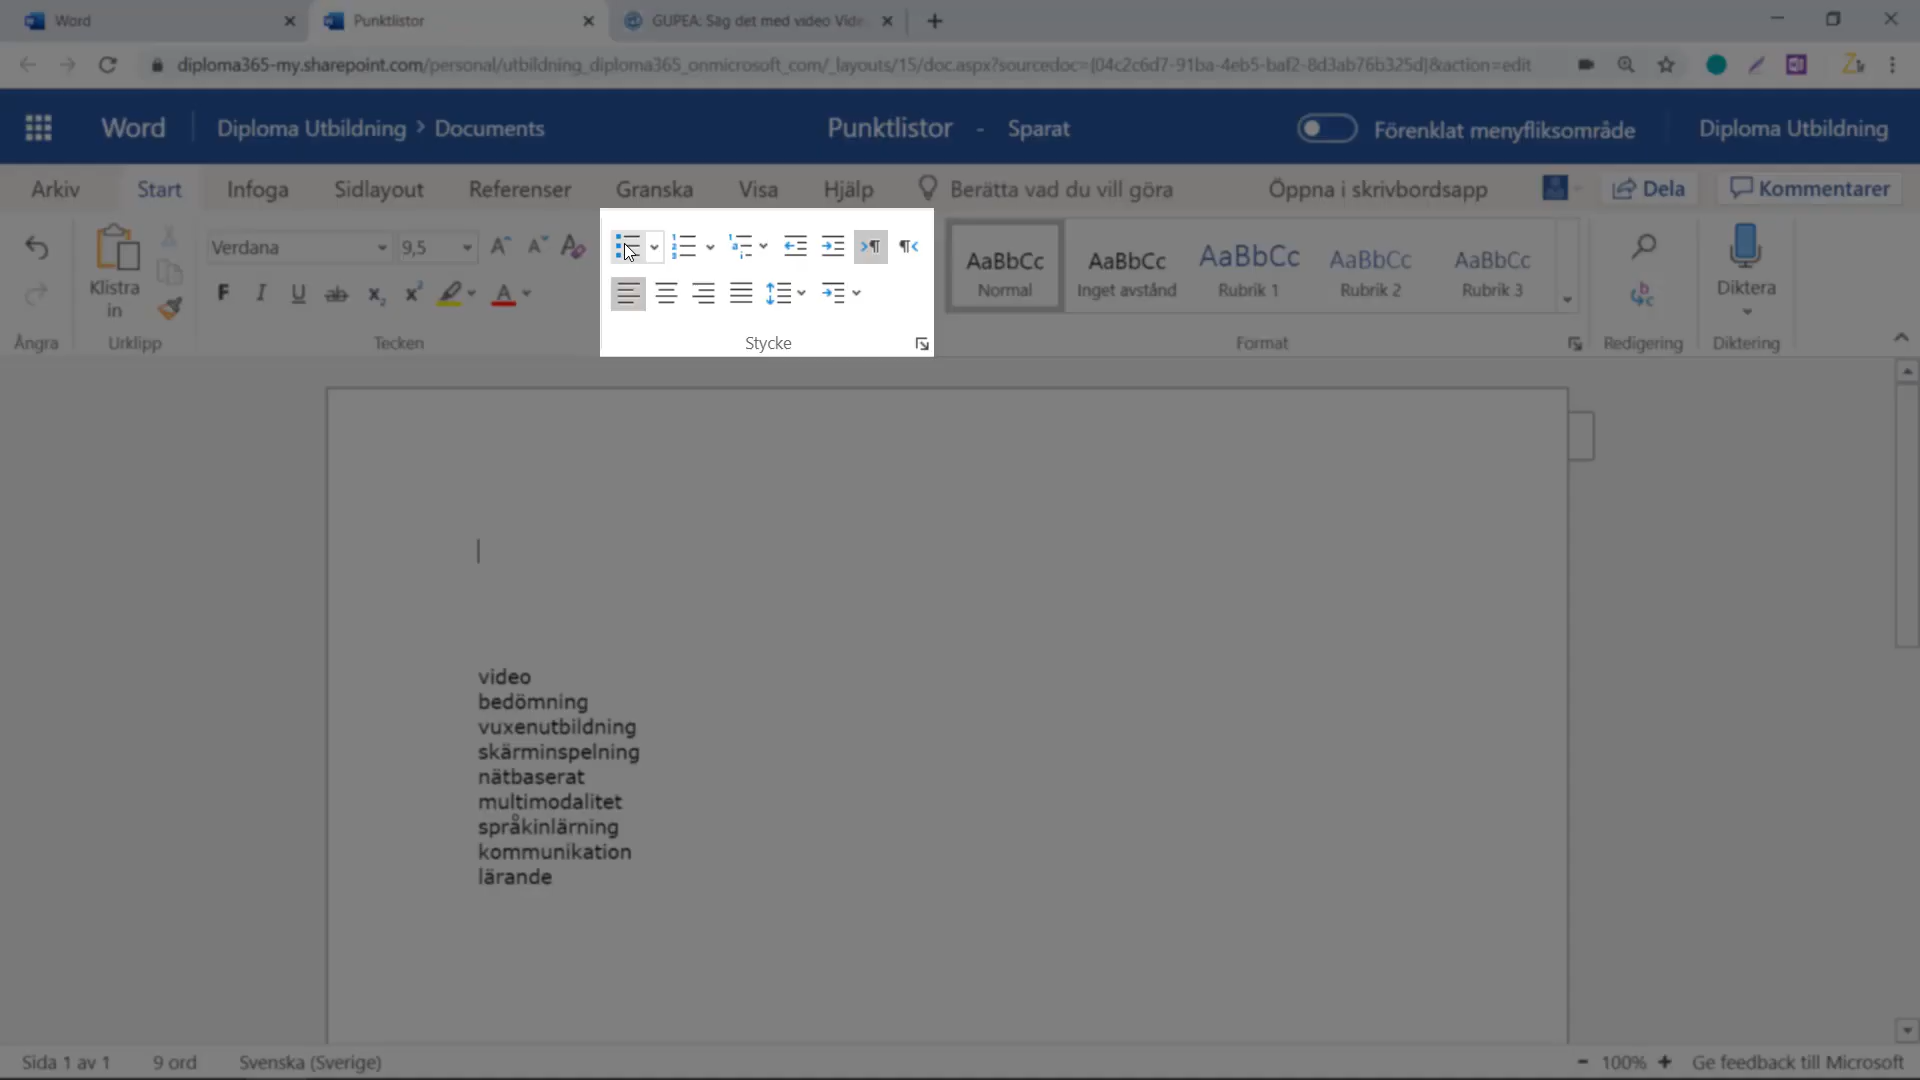 Word
Punktlistor
GUPEA: Säg det med video Vide
diploma365-my.sharepoint.com/personal/utbildning_diploma365_onmicrosoft_com/_layouts/15/doc.aspx?sourcedoc={04c2c6d7-91ba-4eb5-baf2-8d3ab76b325d}&action=edit
Word
Diploma Utbildning > Documents
Punktlistor - Sparat
Förenklat menyfliksområde
Diploma Utbildning
Arkiv
Start
Infoga
Sidlayout
Referenser
Granska
Visa
Hjälp
Berätta vad du vill göra
Öppna i skrivbordsapp
Dela
Kommentarer
Ångra
Klistra
in
Urklipp
Verdana
9,5
F I U ab x₂ x²
Tecken
Stycke
AaBbCc
Normal
AaBbCc
Inget avstånd
AaBbCc
Rubrik 1
AaBbCc
Rubrik 2
AaBbCc
Rubrik 3
Format
Redigering
Diktera
Diktering
video
bedömning
vuxenutbildning
skärminspelning
nätbaserat
multimodalitet
språkinlärning
kommunikation
lärande
Sida 1 av 1
9 ord
Svenska (Sverige)
- 100% +
Ge feedback till Microsoft